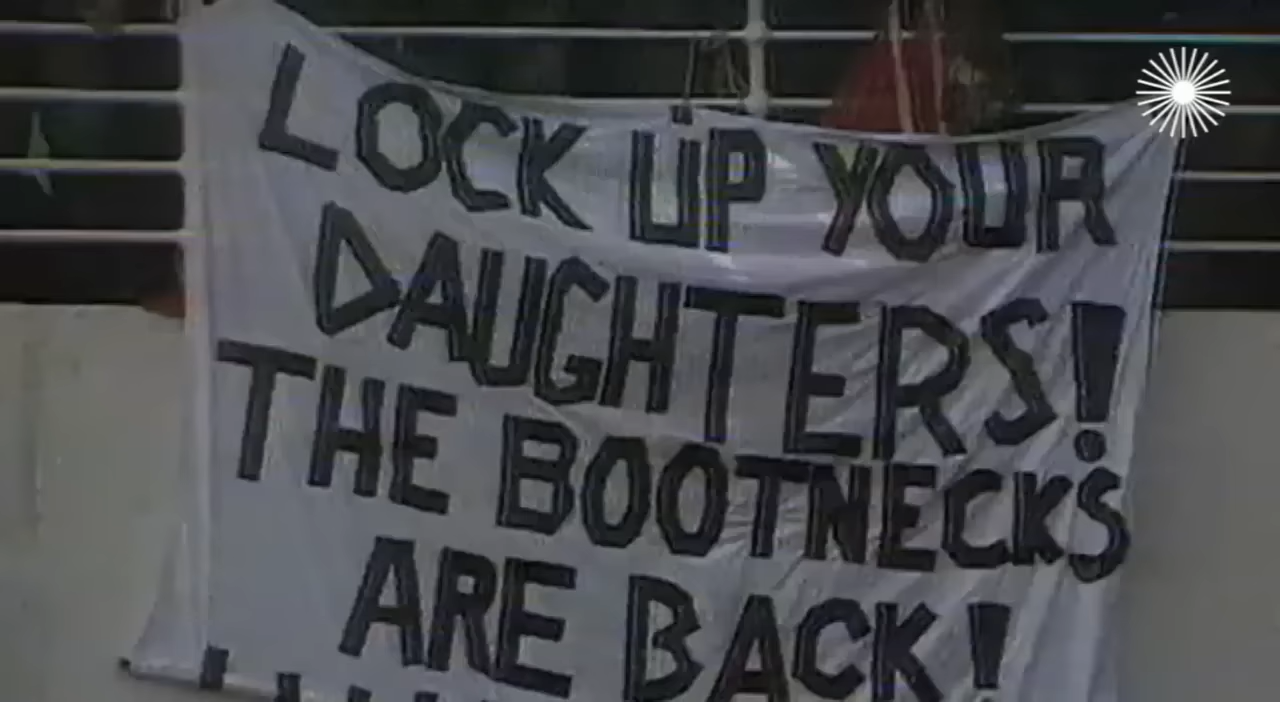 LOCK UP YOUR
DAUGHTERS!
THE BOOTNECKS
ARE BACK!